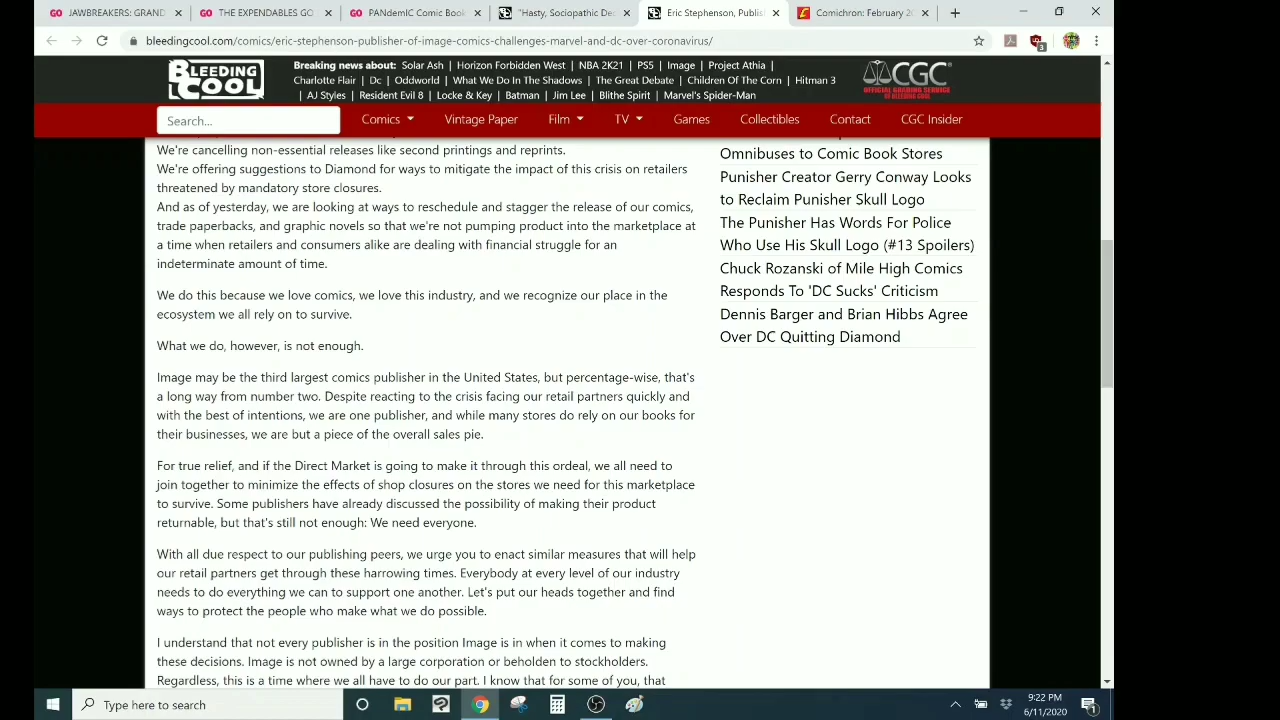 JAWBREAKERS: GRAND
THE EXPENDABLES GO
PANdemIC Comic Book
"Hasty, Sociopathic Dec
Eric Stephenson, Publis
Comichron: February 20
bleedingcool.com/comics/eric-stephenson-publisher-of-image-comics-challenges-marvel-and-dc-over-coronavirus/
3
BLEEDING COOL
Breaking news about: Solar Ash | Horizon Forbidden West | NBA 2K21 | PS5 | Image | Project Athia |
Charlotte Flair | Dc | Oddworld | What We Do In The Shadows | The Great Debate | Children Of The Corn | Hitman 3
| AJ Styles | Resident Evil 8 | Locke & Key | Batman | Jim Lee | Blithe Spirit | Marvel's Spider-Man
CGC
OFFICIAL GRADING SERVICE
OF BLEEDING COOL
Search...
Comics
Vintage Paper
Film
TV
Games
Collectibles
Contact
CGC Insider
We're cancelling non-essential releases like second printings and reprints.
We're offering suggestions to Diamond for ways to mitigate the impact of this crisis on retailers
threatened by mandatory store closures.
And as of yesterday, we are looking at ways to reschedule and stagger the release of our comics,
trade paperbacks, and graphic novels so that we're not pumping product into the marketplace at
a time when retailers and consumers alike are dealing with financial struggle for an
indeterminate amount of time.
We do this because we love comics, we love this industry, and we recognize our place in the
ecosystem we all rely on to survive.
What we do, however, is not enough.
Image may be the third largest comics publisher in the United States, but percentage-wise, that's
a long way from number two. Despite reacting to the crisis facing our retail partners quickly and
with the best of intentions, we are one publisher, and while many stores do rely on our books for
their businesses, we are but a piece of the overall sales pie.
For true relief, and if the Direct Market is going to make it through this ordeal, we all need to
join together to minimize the effects of shop closures on the stores we need for this marketplace
to survive. Some publishers have already discussed the possibility of making their product
returnable, but that's still not enough: We need everyone.
With all due respect to our publishing peers, we urge you to enact similar measures that will help
our retail partners get through these harrowing times. Everybody at every level of our industry
needs to do everything we can to support one another. Let's put our heads together and find
ways to protect the people who make what we do possible.
I understand that not every publisher is in the position Image is in when it comes to making
these decisions. Image is not owned by a large corporation or beholden to stockholders.
Regardless, this is a time where we all have to do our part. I know that for some of you, that
Omnibuses to Comic Book Stores
Punisher Creator Gerry Conway Looks
to Reclaim Punisher Skull Logo
The Punisher Has Words For Police
Who Use His Skull Logo (#13 Spoilers)
Chuck Rozanski of Mile High Comics
Responds To 'DC Sucks' Criticism
Dennis Barger and Brian Hibbs Agree
Over DC Quitting Diamond
Type here to search
9:22 PM
6/11/2020
1